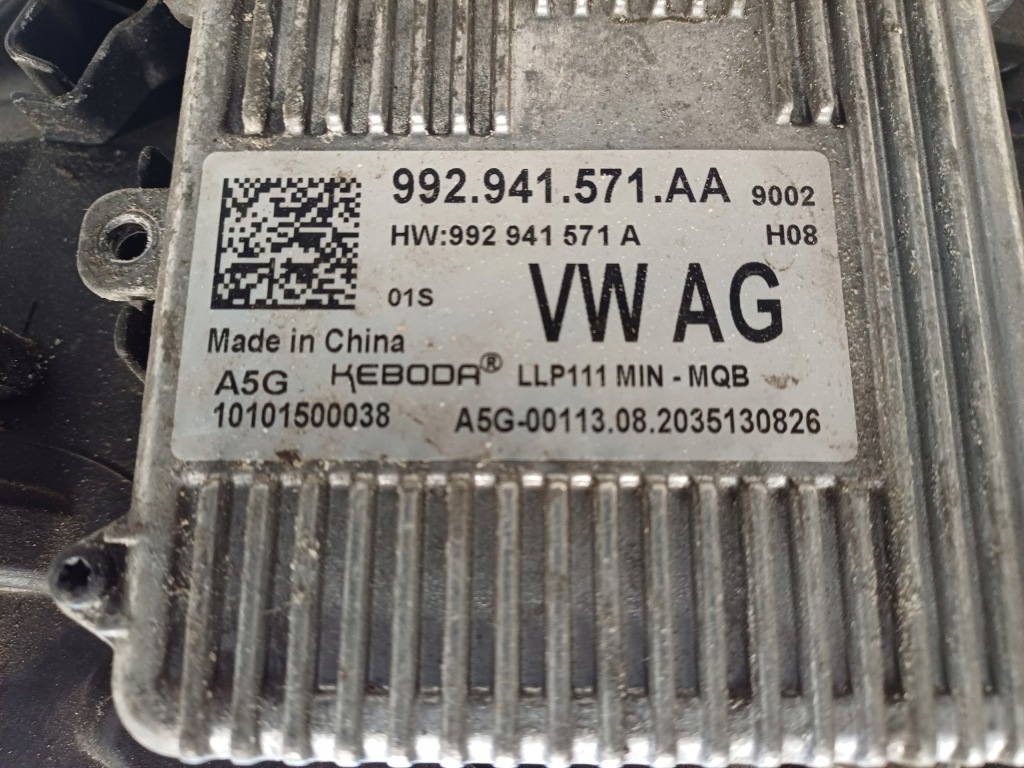 992.941.571.AA 9002
HW:992 941 571 A H08
01S VW AG
Made in China
A5G KEBODA® LLP111 MIN - MQB
10101500038 A5G-00113.08.2035130826